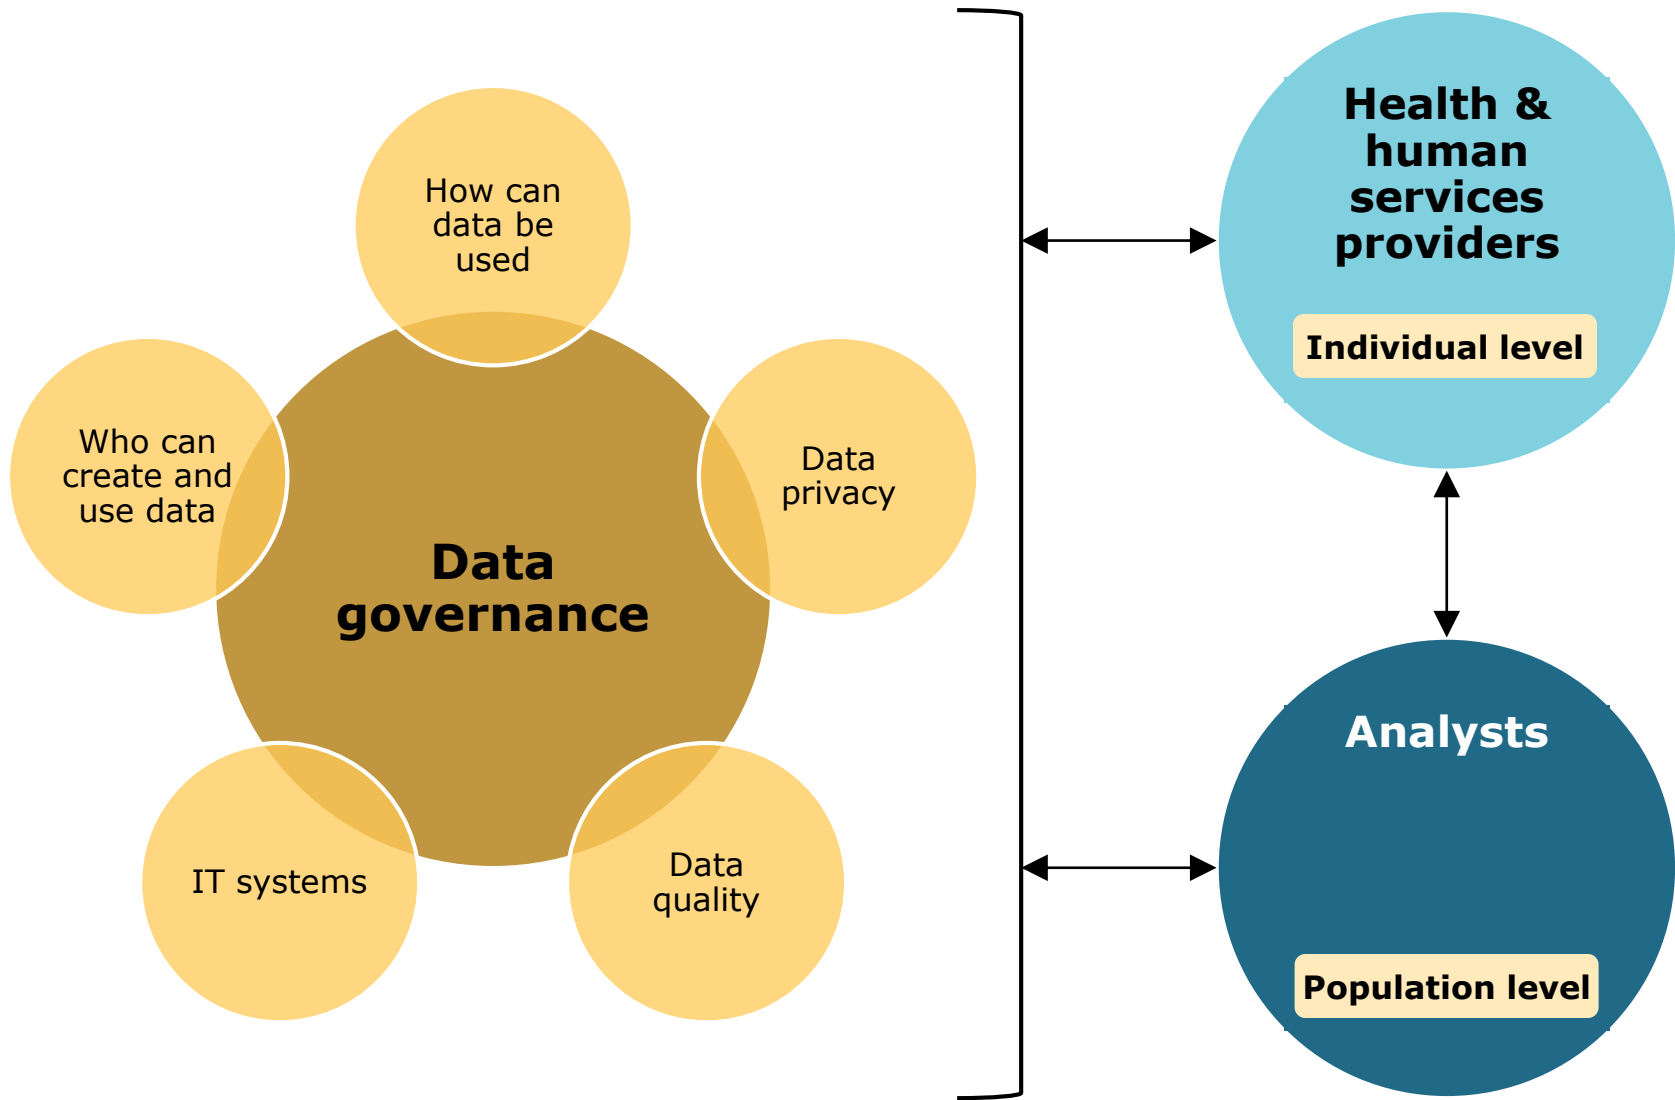 How can
data be
used
Who can
create and
use data
Data
privacy
Data
governance
IT systems
Data
quality
Health &
human
services
providers
Individual level
Analysts
Population level